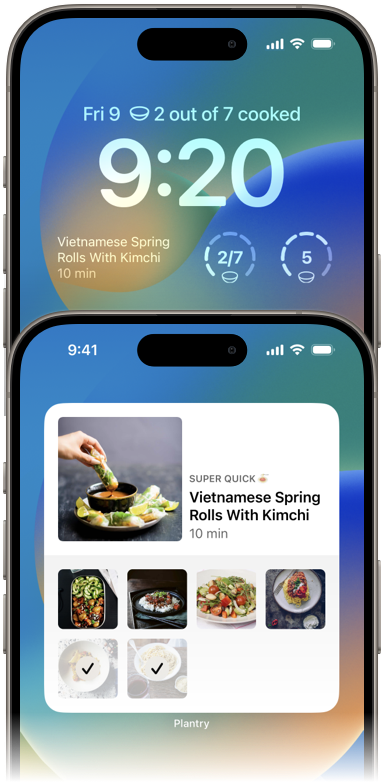 Fri 9 2 out of 7 cooked
9:20
Vietnamese Spring
Rolls With Kimchi
10 min
2/7
5
9:41
SUPER QUICK
Vietnamese Spring
Rolls With Kimchi
10 min
Plantry